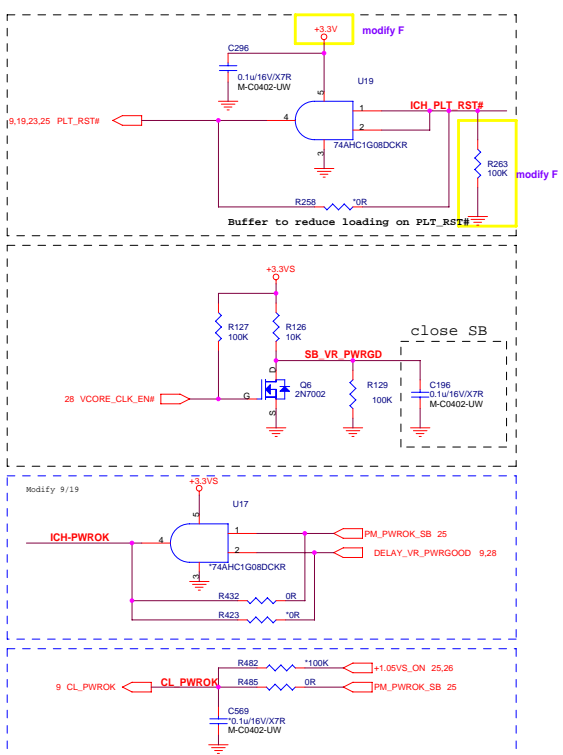 +3.3V
modify F
C296
0.1u/16V/X7R
M-C0402-UW
U19
5
ICH_PLT_RST#
1
9,19,23,25 PLT_RST#
4
2
3
74AHC1G08DCKR
R263
100K
modify F
R258
*0R
Buffer to reduce loading on PLT_RST#
+3.3VS
R127
100K
R126
10K
close SB
SB_VR_PWRGD
D
Q6
2N7002
G
S
R129
100K
C196
0.1u/16V/X7R
M-C0402-UW
28 VCORE_CLK_EN#
Modify 9/19
+3.3VS
U17
5
ICH-PWROK
4
1
PM_PWROK_SB 25
2
DELAY_VR_PWRGOOD 9,28
3
*74AHC1G08DCKR
R432
0R
R423
*0R
R482
*100K
+1.05VS_ON 25,26
9 CL_PWROK
CL_PWROK
R485
0R
PM_PWROK_SB 25
C569
*0.1u/16V/X7R
M-C0402-UW